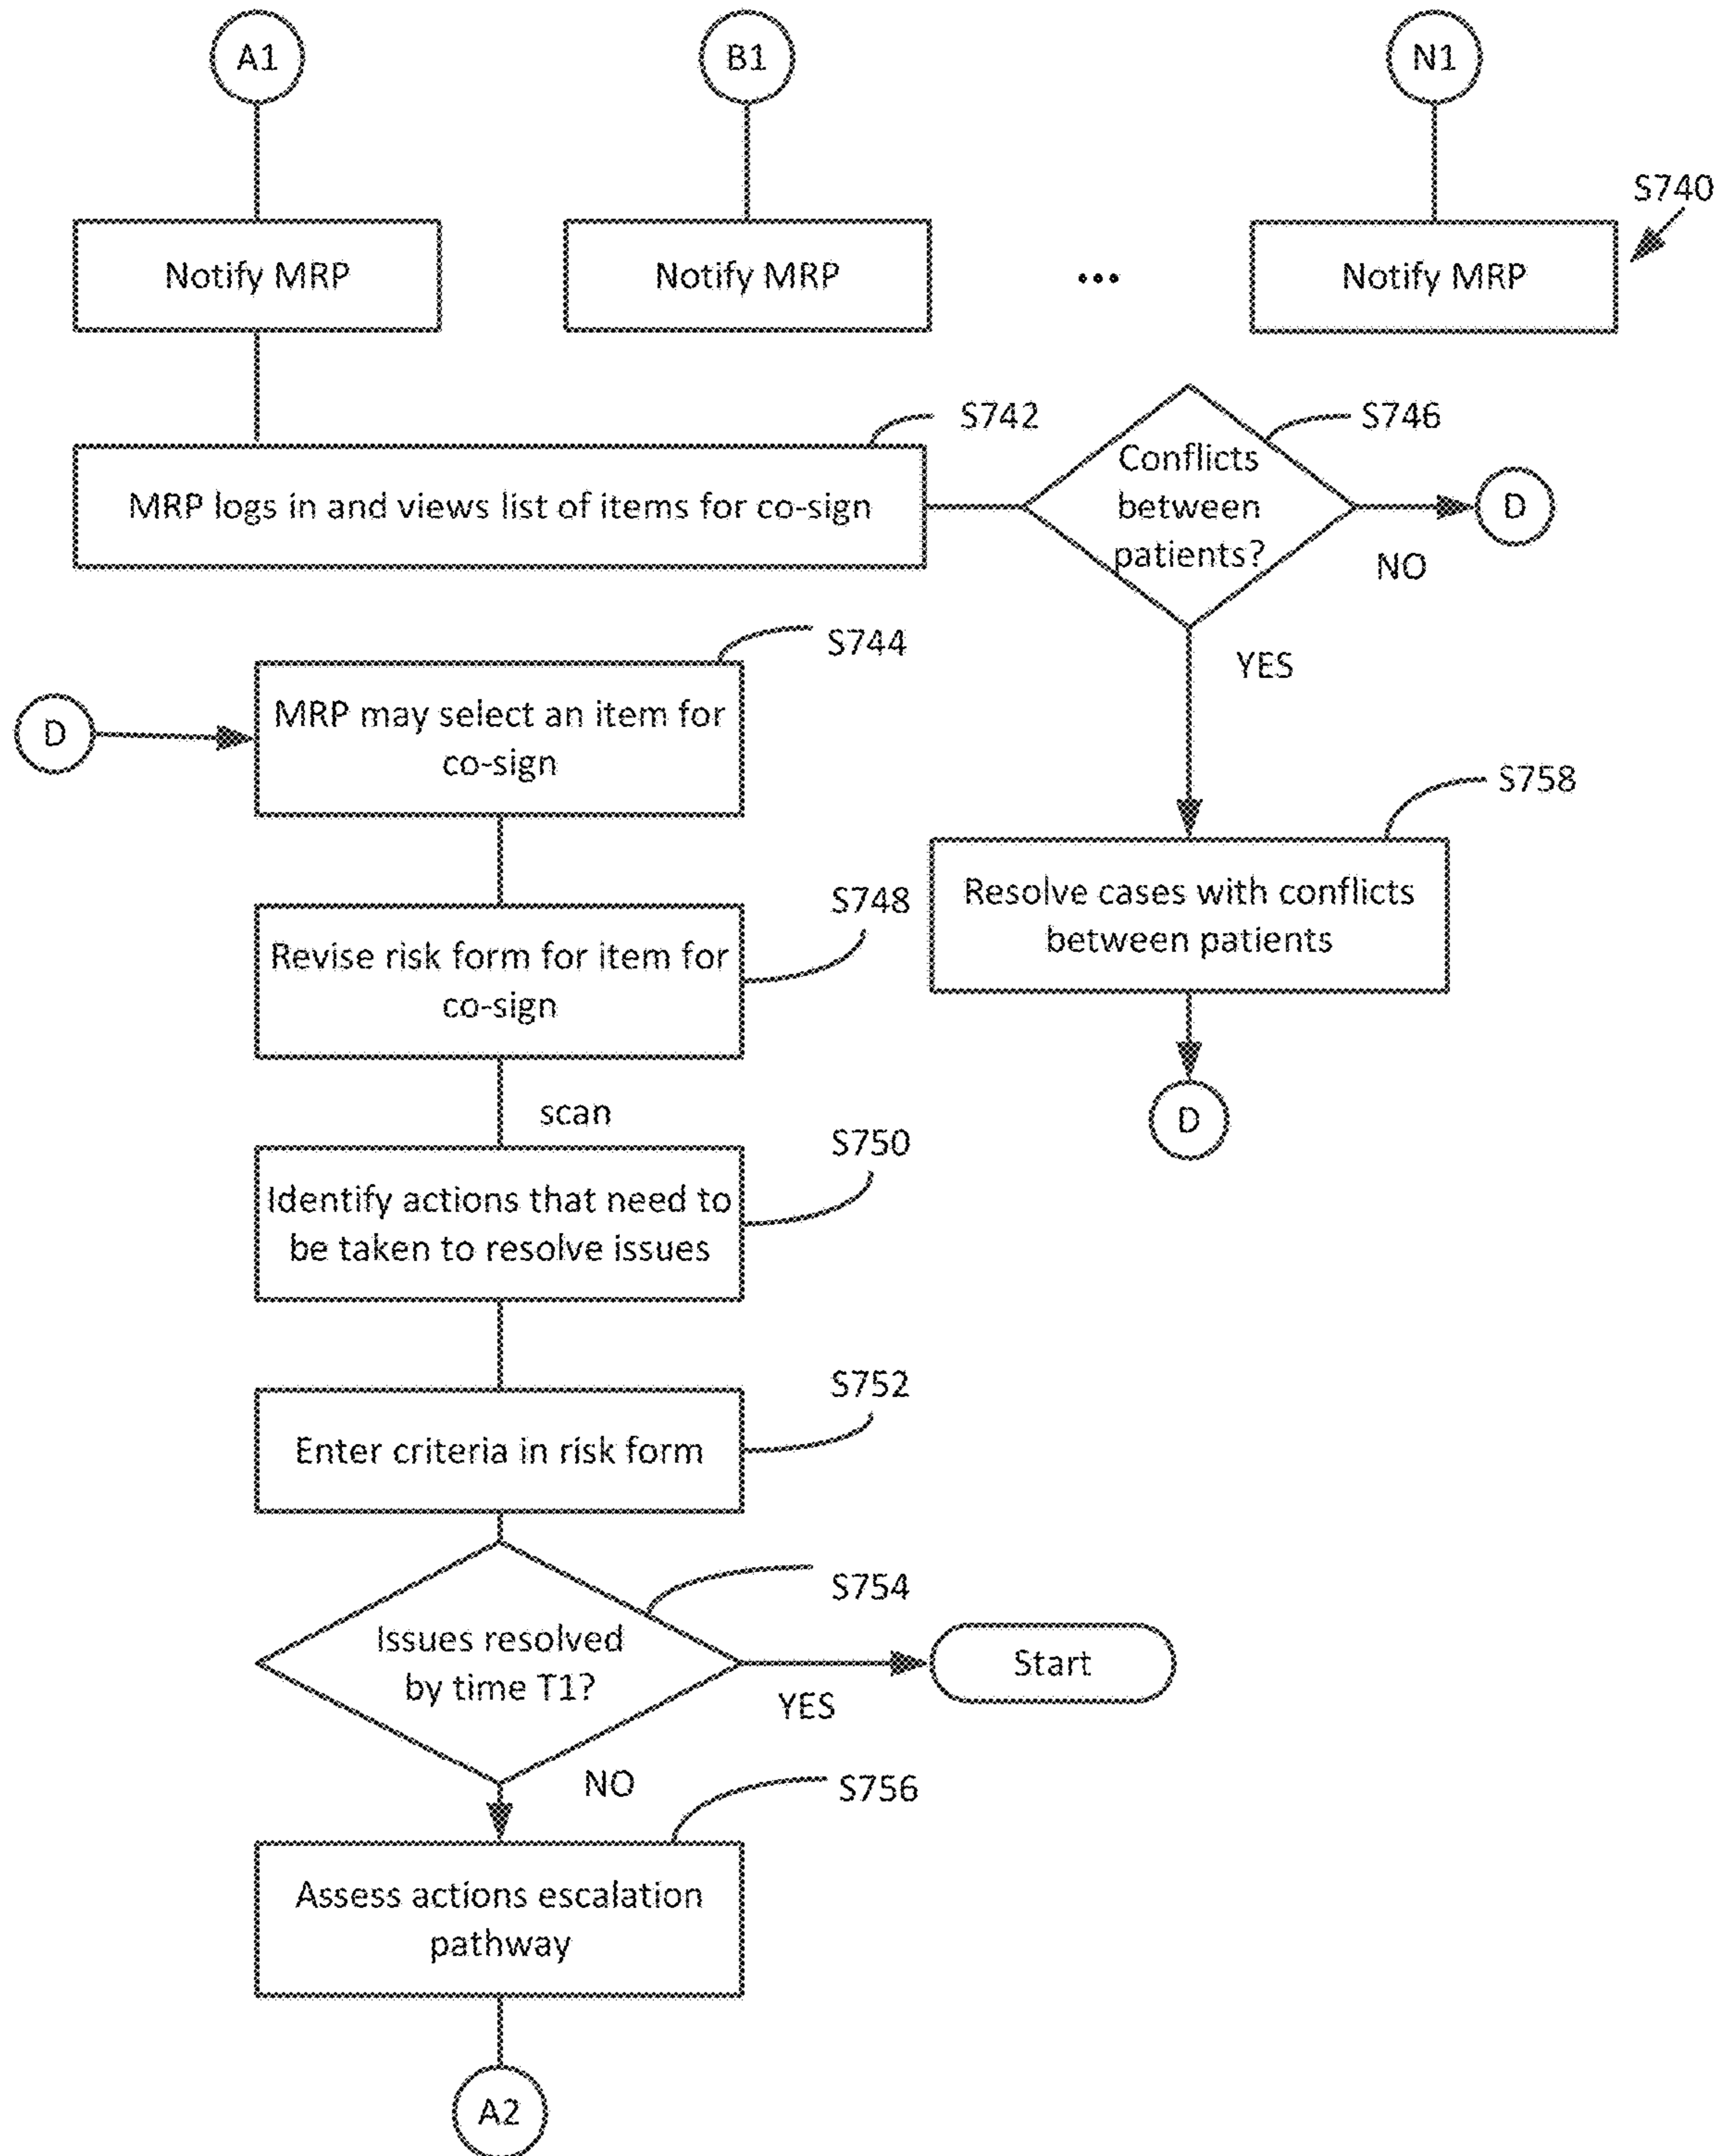 A1
B1
N1
S740
Notify MRP
Notify MRP
...
Notify MRP
S742
S746
MRP logs in and views list of items for co-sign
Conflicts
between
patients?
D
NO
YES
S744
D
MRP may select an item for
co-sign
S758
S748
Resolve cases with conflicts
between patients
Revise risk form for item for
co-sign
scan
D
S750
Identify actions that need to
be taken to resolve issues
S752
Enter criteria in risk form
S754
Issues resolved
by time T1?
Start
YES
NO
S756
Assess actions escalation
pathway
A2